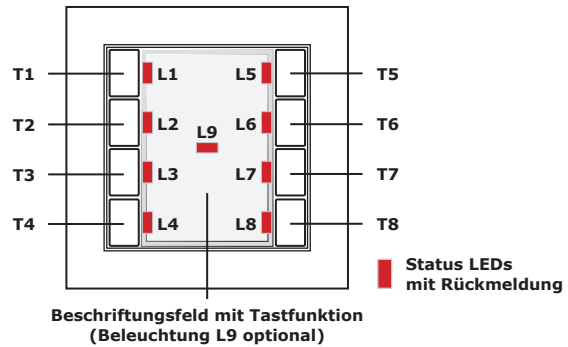 T1 L1 L5 T5
T2 L2 L6 T6
L9
T3 L3 L7 T7
T4 L4 L8 T8
Status LEDs
mit Rückmeldung
Beschriftungsfeld mit Tastfunktion
(Beleuchtung L9 optional)